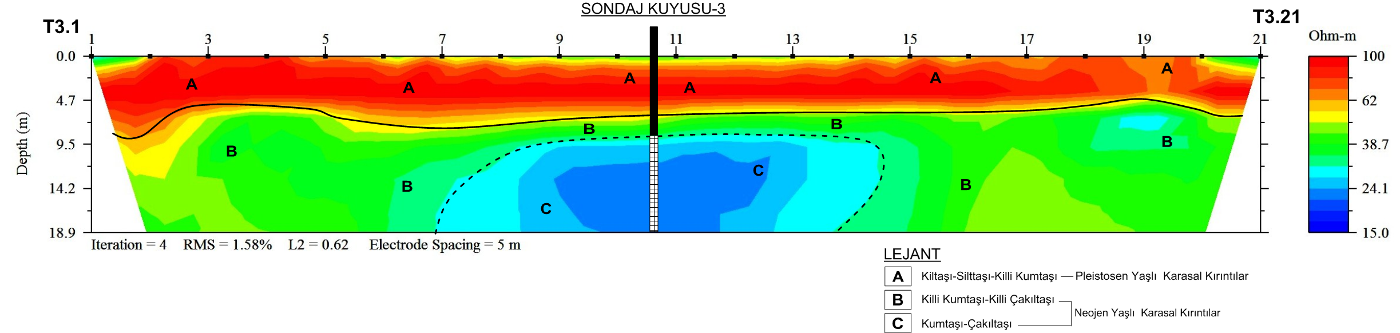 SONDAJ KUYUSU-3
T3.1
T3.21
1 3 5 7 9 11 13 15 17 19 21
Ohm-m
Depth (m)
0.0
4.7
9.5
14.2
18.9
100
62
38.7
24.1
15.0
A A A A A A
B B B B B B
C C
Iteration = 4 RMS = 1.58% L2 = 0.62 Electrode Spacing = 5 m
LEJANT
A Kiltaşı-Silttaşı-Killi Kumtaşı — Pleistosen Yaşlı Karasal Kırıntılar
B Killi Kumtaşı-Killi Çakıltaşı
Neojen Yaşlı Karasal Kırıntılar
C Kumtaşı-Çakıltaşı